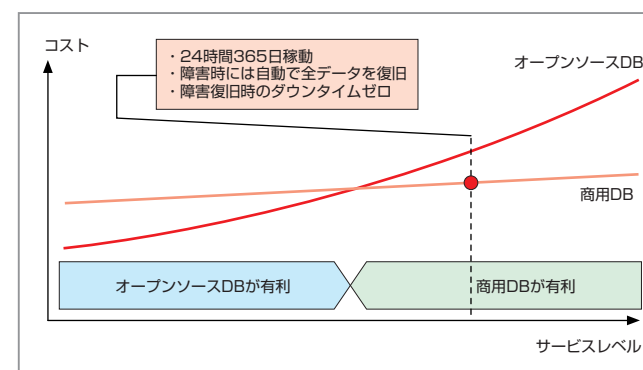 コスト
・24時間365日稼動
・障害時には自動で全データを復旧
・障害復旧時のダウンタイムゼロ
オープンソースDB
商用DB
オープンソースDBが有利
商用DBが有利
サービスレベル